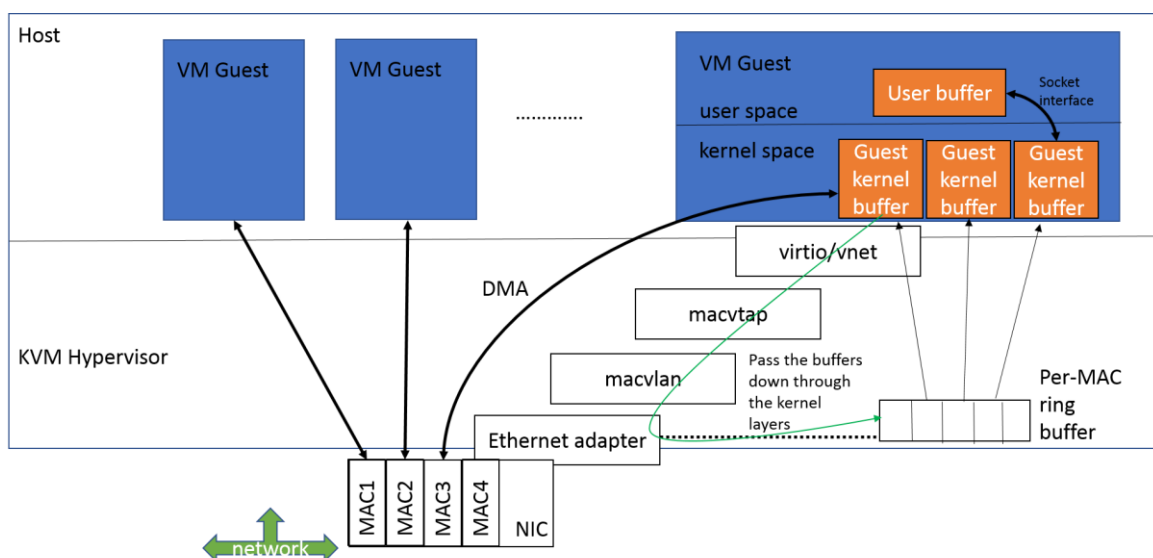 Host
VM Guest
VM Guest
.............
VM Guest
User buffer
Socket
interface
user space
kernel space
Guest
kernel
buffer
Guest
kernel
buffer
Guest
kernel
buffer
virtio/vnet
DMA
macvtap
KVM Hypervisor
macvlan
Pass the buffers
down through
the kernel
layers
Per-MAC
ring
buffer
Ethernet adapter
MAC1
MAC2
MAC3
MAC4
NIC
network